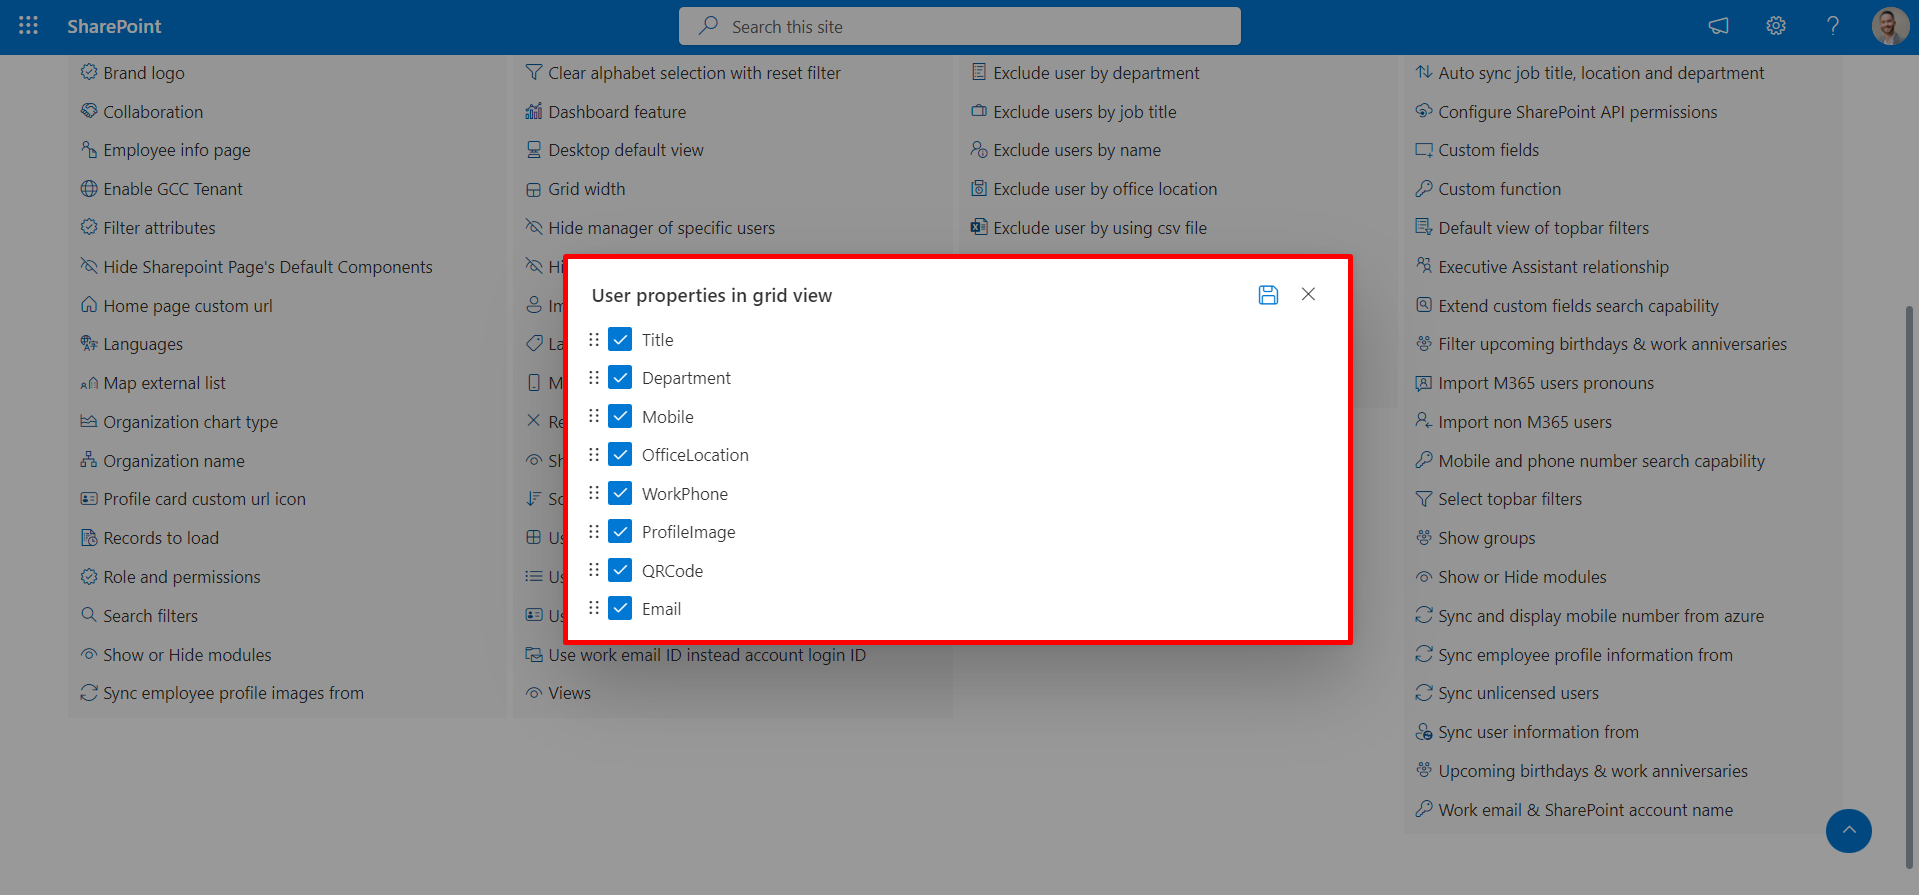 SharePoint
Search this site
Brand logo
Collaboration
Employee info page
Enable GCC Tenant
Filter attributes
Hide Sharepoint Page's Default Components
Home page custom url
Languages
Map external list
Organization chart type
Organization name
Profile card custom url icon
Records to load
Role and permissions
Search filters
Show or Hide modules
Sync employee profile images from
Clear alphabet selection with reset filter
Dashboard feature
Desktop default view
Grid width
Hide manager of specific users
Use work email ID instead account login ID
Views
Exclude user by department
Exclude users by job title
Exclude users by name
Exclude user by office location
Exclude user by using csv file
User properties in grid view
Title
Department
Mobile
OfficeLocation
WorkPhone
ProfileImage
QRCode
Email
Auto sync job title, location and department
Configure SharePoint API permissions
Custom fields
Custom function
Default view of topbar filters
Executive Assistant relationship
Extend custom fields search capability
Filter upcoming birthdays & work anniversaries
Import M365 users pronouns
Import non M365 users
Mobile and phone number search capability
Select topbar filters
Show groups
Show or Hide modules
Sync and display mobile number from azure
Sync employee profile information from
Sync unlicensed users
Sync user information from
Upcoming birthdays & work anniversaries
Work email & SharePoint account name